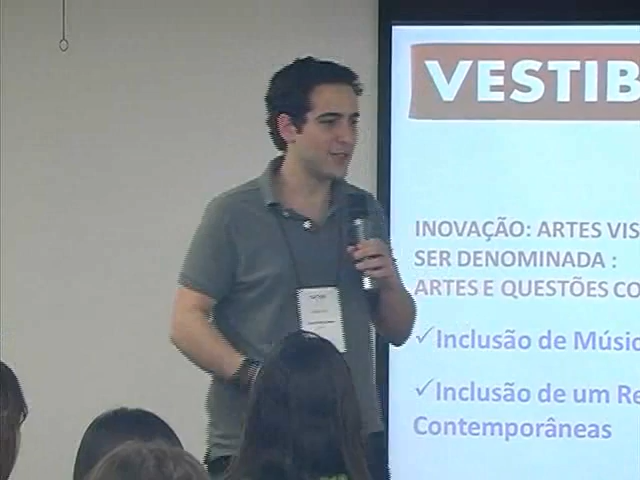 VESTIB
INOVAÇÃO: ARTES VIS
SER DENOMINADA :
ARTES E QUESTÕES CO
✓Inclusão de Músic
✓Inclusão de um Re
Contemporâneas